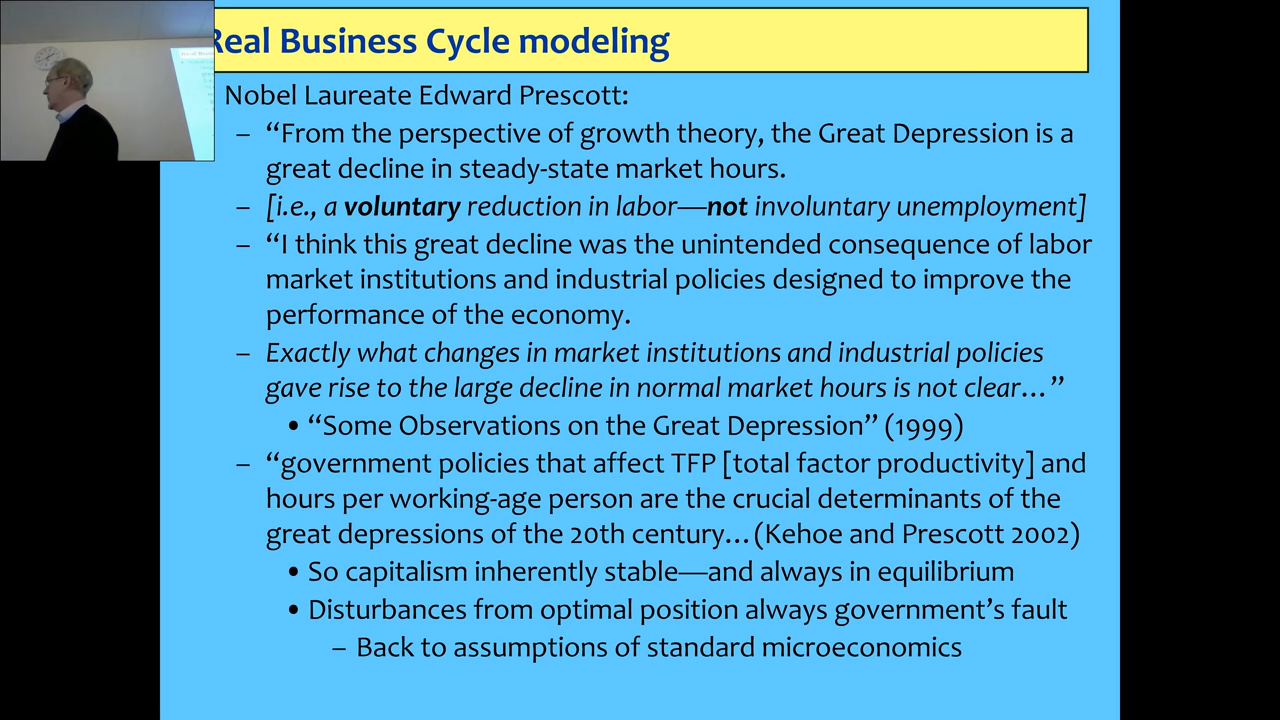 Real Business Cycle modeling
Nobel Laureate Edward Prescott:
– “From the perspective of growth theory, the Great Depression is a
great decline in steady-state market hours.
– [i.e., a voluntary reduction in labor—not involuntary unemployment]
– “I think this great decline was the unintended consequence of labor
market institutions and industrial policies designed to improve the
performance of the economy.
– Exactly what changes in market institutions and industrial policies
gave rise to the large decline in normal market hours is not clear…”
• “Some Observations on the Great Depression” (1999)
– “government policies that affect TFP [total factor productivity] and
hours per working-age person are the crucial determinants of the
great depressions of the 20th century…(Kehoe and Prescott 2002)
• So capitalism inherently stable—and always in equilibrium
• Disturbances from optimal position always government’s fault
– Back to assumptions of standard microeconomics